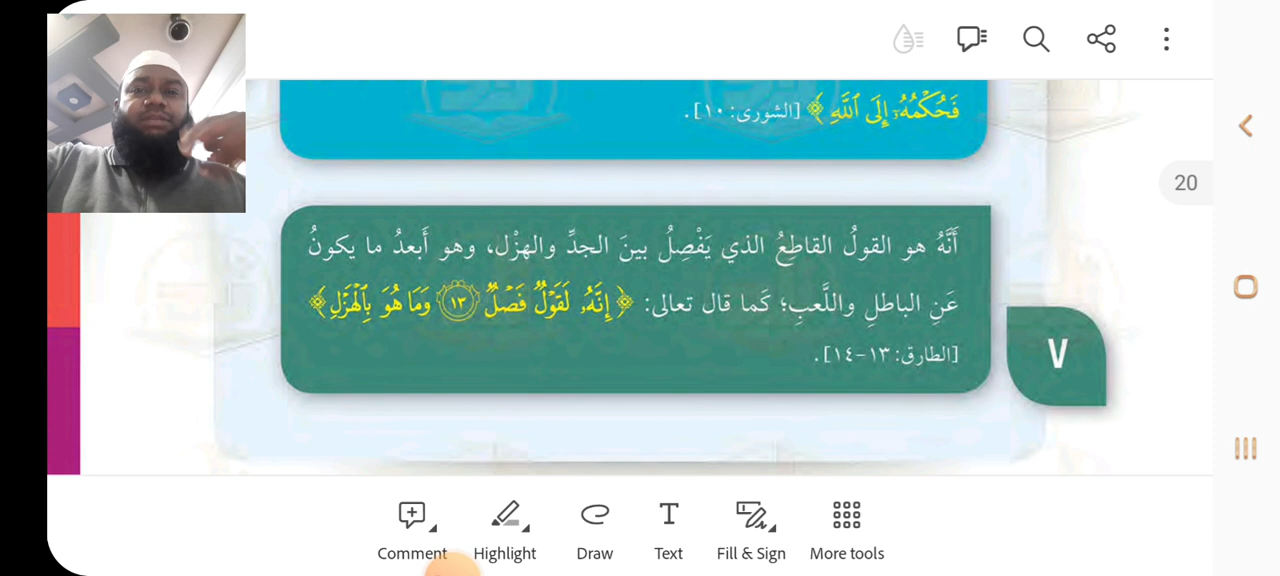 فَحُكْمُهُۥٓ إِلَى ٱللَّهِ ﴾ [الشورى: ١٠].
20
أَنَّهُ هو القولُ القاطِعُ الذي يَفْصِلُ بينَ الجدِّ والهزْلِ، وهو أَبعدُ ما يكونُ
عَنِ الباطلِ واللَّعبِ؛ كَما قال تعالى: ﴿ إِنَّهُۥ لَقَوْلٌ فَصْلٌ ١٣ وَمَا هُوَ بِٱلْهَزْلِ ﴾
[الطارق: ١٣-١٤].
٧
Comment Highlight Draw Text Fill & Sign More tools